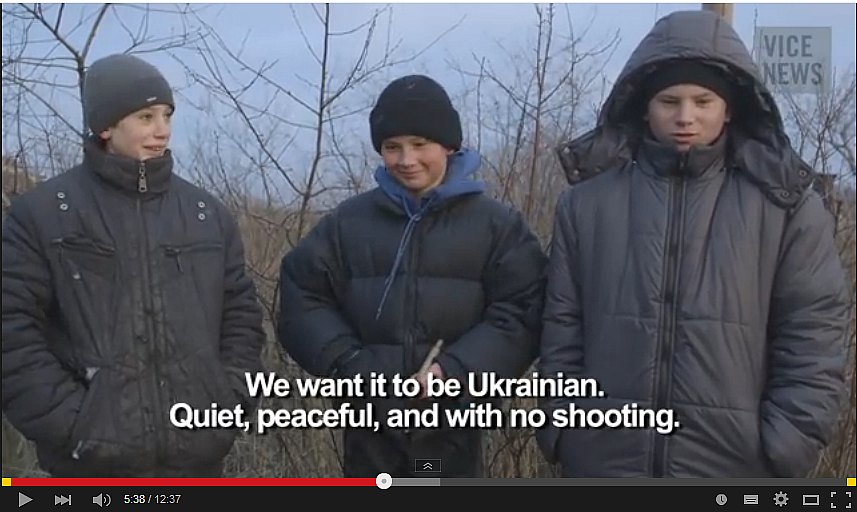 VICE
NEWS
We want it to be Ukrainian.
Quiet, peaceful, and with no shooting.
5:38 / 12:37